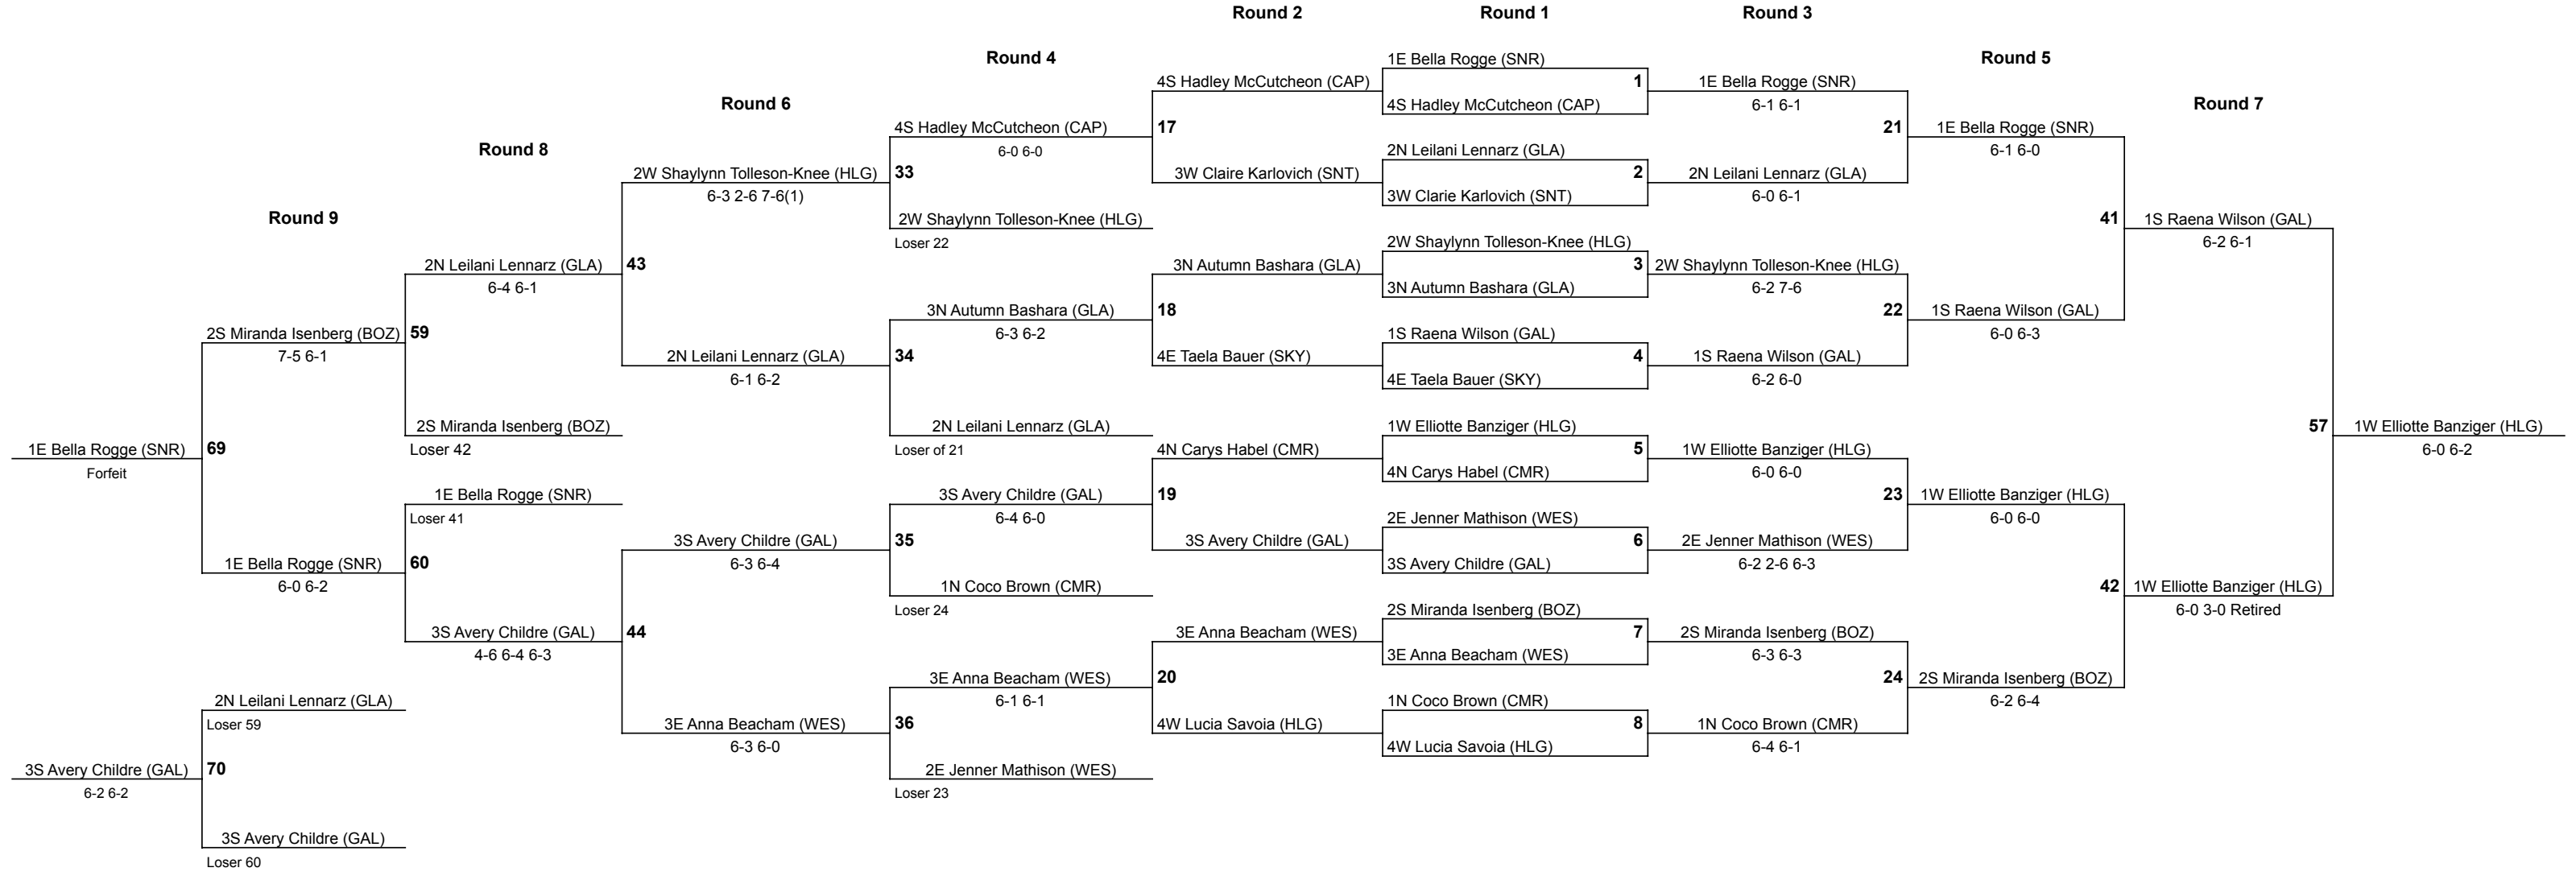 Round 2
Round 1
Round 3
Round 4
Round 5
Round 6
Round 7
Round 8
Round 9
1E Bella Rogge (SNR)
1
4S Hadley McCutcheon (CAP)
2N Leilani Lennarz (GLA)
2
3W Clarie Karlovich (SNT)
2W Shaylynn Tolleson-Knee (HLG)
3
3N Autumn Bashara (GLA)
1S Raena Wilson (GAL)
4
4E Taela Bauer (SKY)
1W Elliotte Banziger (HLG)
5
4N Carys Habel (CMR)
2E Jenner Mathison (WES)
6
3S Avery Childre (GAL)
2S Miranda Isenberg (BOZ)
7
3E Anna Beacham (WES)
1N Coco Brown (CMR)
8
4W Lucia Savoia (HLG)
4S Hadley McCutcheon (CAP)
17
3W Claire Karlovich (SNT)
3N Autumn Bashara (GLA)
18
4E Taela Bauer (SKY)
4N Carys Habel (CMR)
19
3S Avery Childre (GAL)
3E Anna Beacham (WES)
20
4W Lucia Savoia (HLG)
1E Bella Rogge (SNR)
6-1 6-1
21
2N Leilani Lennarz (GLA)
6-0 6-1
2W Shaylynn Tolleson-Knee (HLG)
6-2 7-6
22
1S Raena Wilson (GAL)
6-2 6-0
1W Elliotte Banziger (HLG)
6-0 6-0
23
2E Jenner Mathison (WES)
6-2 2-6 6-3
2S Miranda Isenberg (BOZ)
6-3 6-3
24
1N Coco Brown (CMR)
6-4 6-1
4S Hadley McCutcheon (CAP)
6-0 6-0
33
2W Shaylynn Tolleson-Knee (HLG)
Loser 22
3N Autumn Bashara (GLA)
6-3 6-2
34
2N Leilani Lennarz (GLA)
Loser of 21
3S Avery Childre (GAL)
6-4 6-0
35
1N Coco Brown (CMR)
Loser 24
3E Anna Beacham (WES)
6-1 6-1
36
2E Jenner Mathison (WES)
Loser 23
1E Bella Rogge (SNR)
6-1 6-0
41
1S Raena Wilson (GAL)
6-0 6-3
1W Elliotte Banziger (HLG)
6-0 6-0
42
2S Miranda Isenberg (BOZ)
6-2 6-4
2W Shaylynn Tolleson-Knee (HLG)
6-3 2-6 7-6(1)
43
2N Leilani Lennarz (GLA)
6-1 6-2
3S Avery Childre (GAL)
6-3 6-4
44
3E Anna Beacham (WES)
6-3 6-0
1S Raena Wilson (GAL)
6-2 6-1
57
1W Elliotte Banziger (HLG)
6-0 3-0 Retired
1W Elliotte Banziger (HLG)
6-0 6-2
2N Leilani Lennarz (GLA)
6-4 6-1
59
2S Miranda Isenberg (BOZ)
Loser 42
1E Bella Rogge (SNR)
Loser 41
60
3S Avery Childre (GAL)
4-6 6-4 6-3
2S Miranda Isenberg (BOZ)
7-5 6-1
69
1E Bella Rogge (SNR)
6-0 6-2
1E Bella Rogge (SNR)
Forfeit
2N Leilani Lennarz (GLA)
Loser 59
70
3S Avery Childre (GAL)
Loser 60
3S Avery Childre (GAL)
6-2 6-2